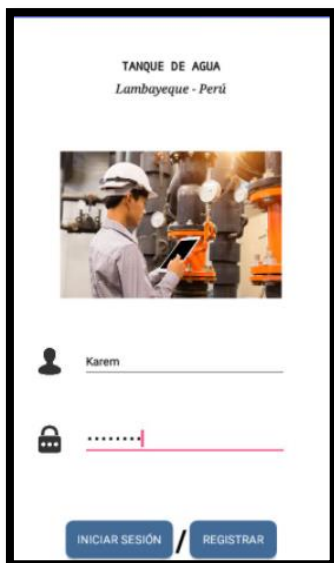 TANQUE DE AGUA
Lambayeque - Perú
Karem
........
INICIAR SESIÓN / REGISTRAR